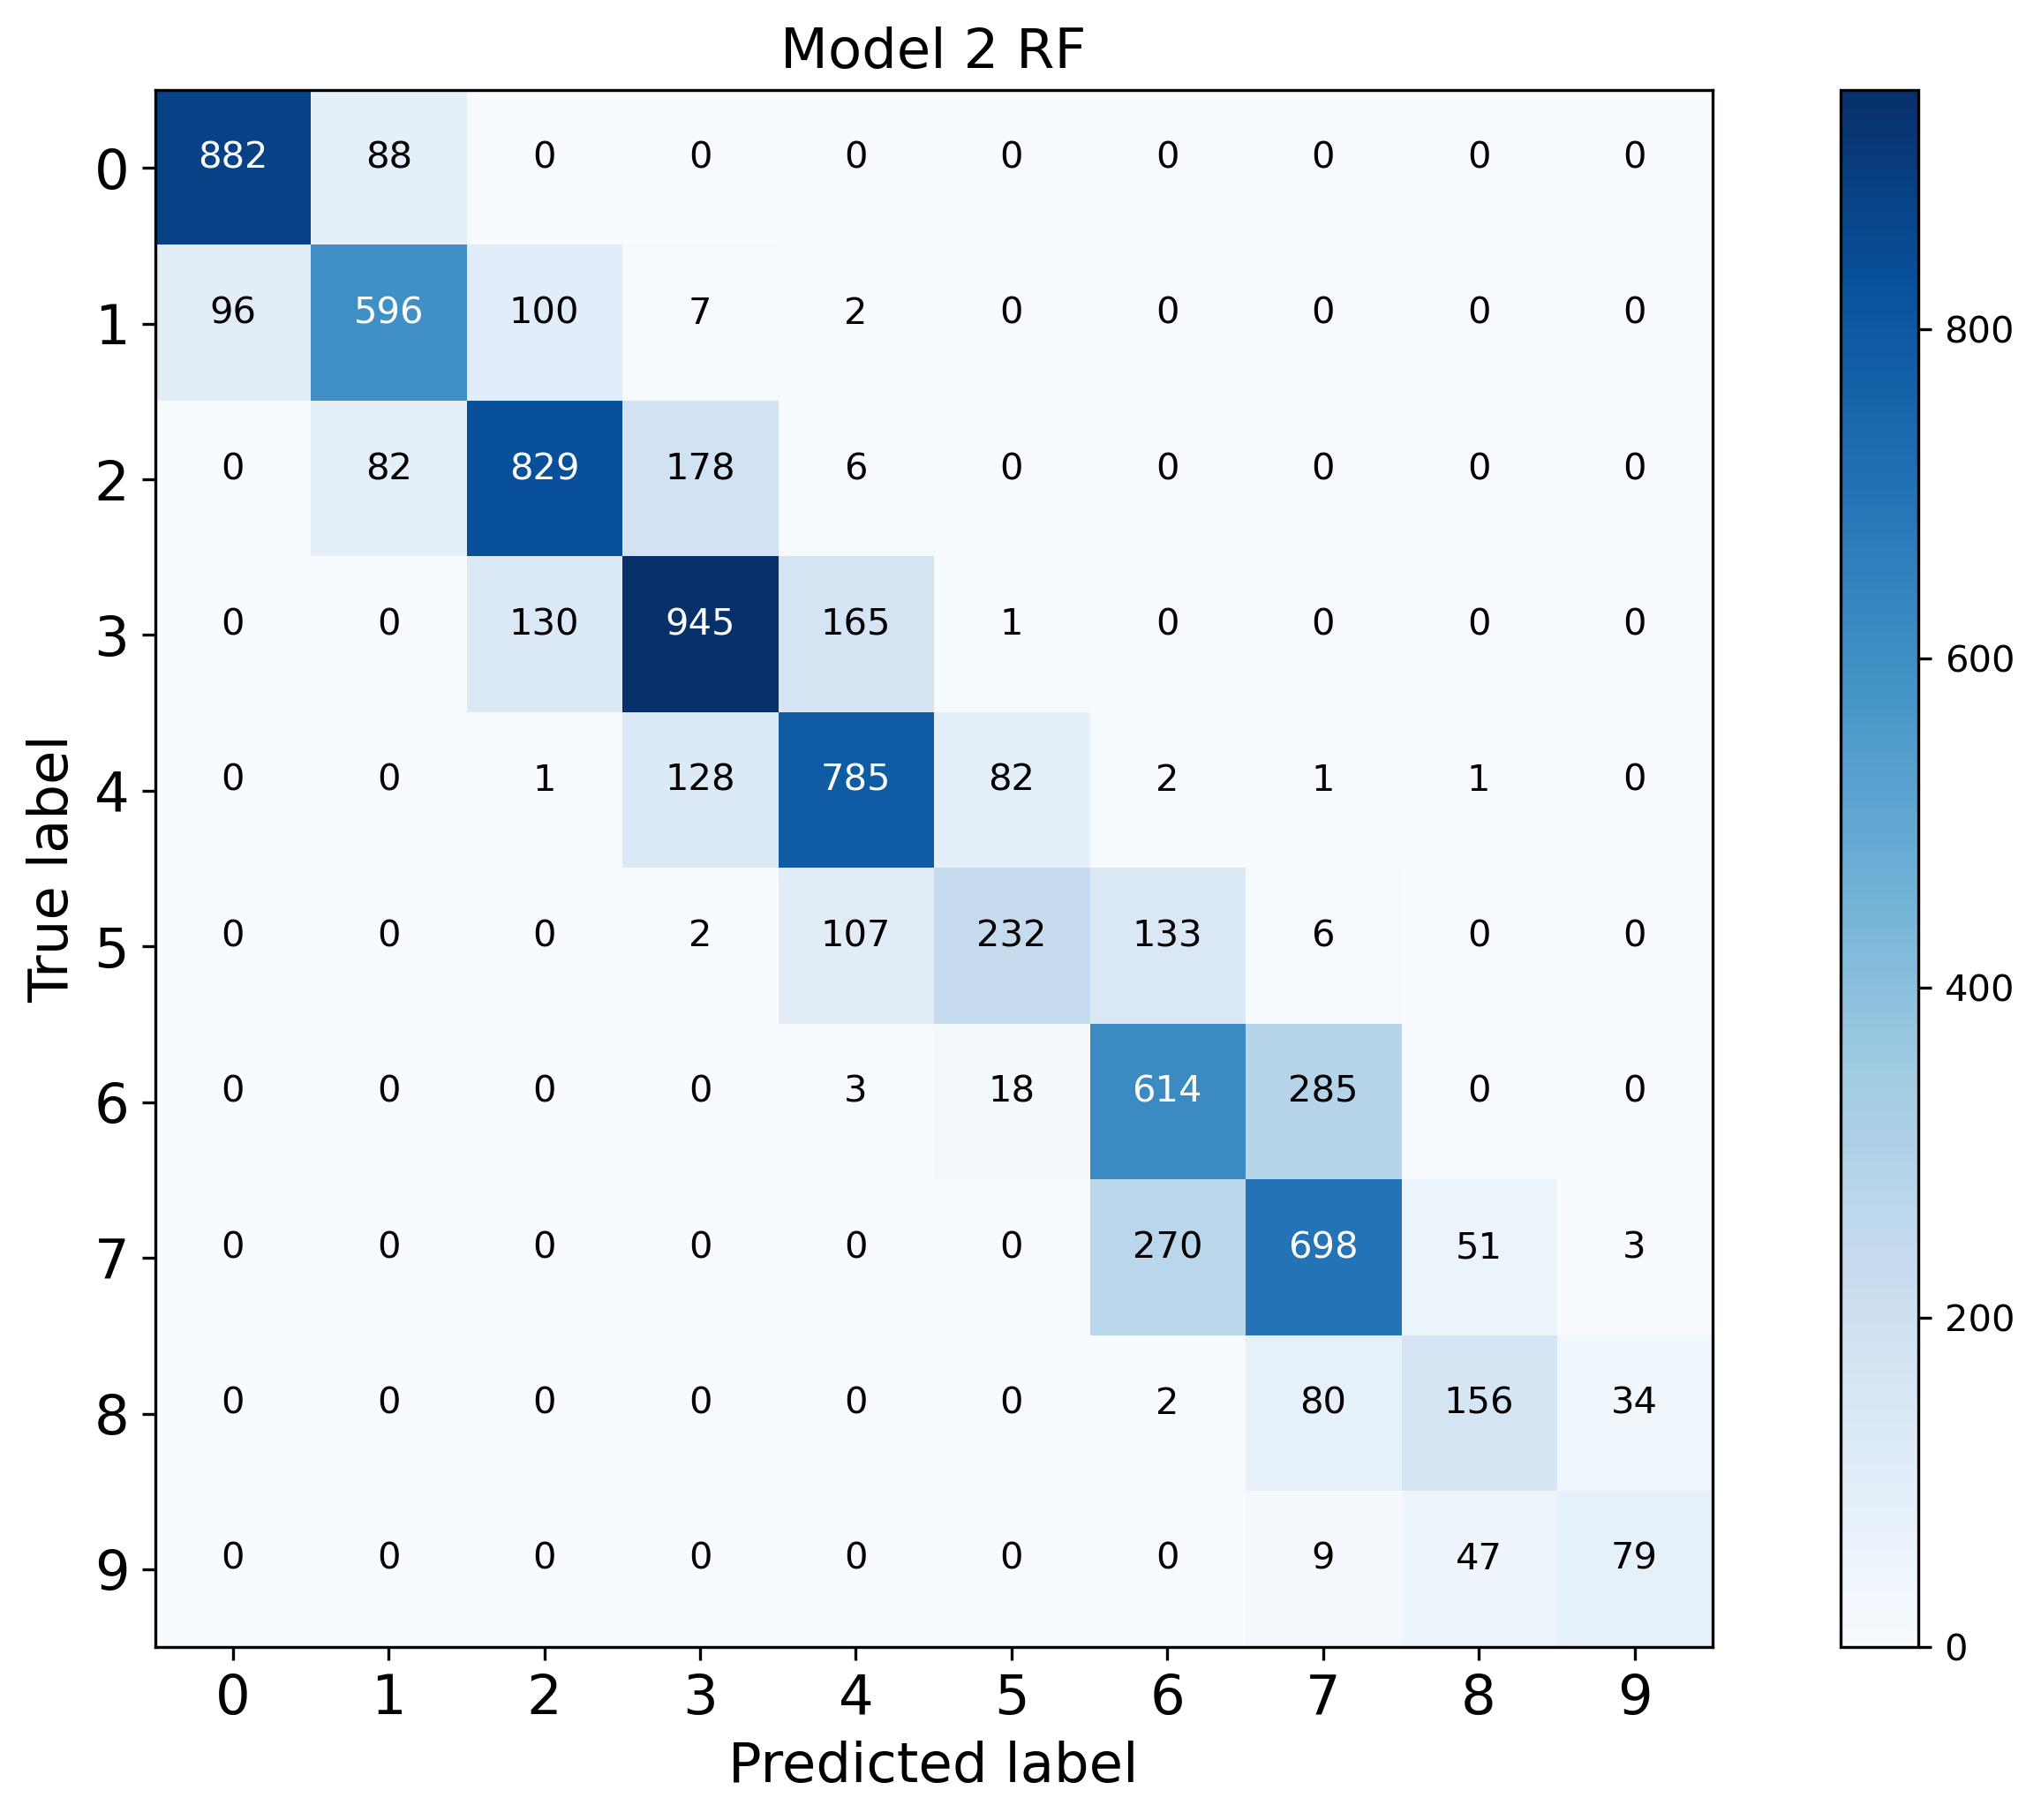 Model 2 RF
0 882 88 0 0 0 0 0 0 0 0
1 96 596 100 7 2 0 0 0 0 0 800
2 0 82 829 178 6 0 0 0 0 0
3 0 0 130 945 165 1 0 0 0 0 600
4 0 0 1 128 785 82 2 1 1 0
True label
5 0 0 0 2 107 232 133 6 0 0 400
6 0 0 0 0 3 18 614 285 0 0
7 0 0 0 0 0 0 270 698 51 3 200
8 0 0 0 0 0 0 2 80 156 34
9 0 0 0 0 0 0 0 9 47 79 0
0 1 2 3 4 5 6 7 8 9
Predicted label